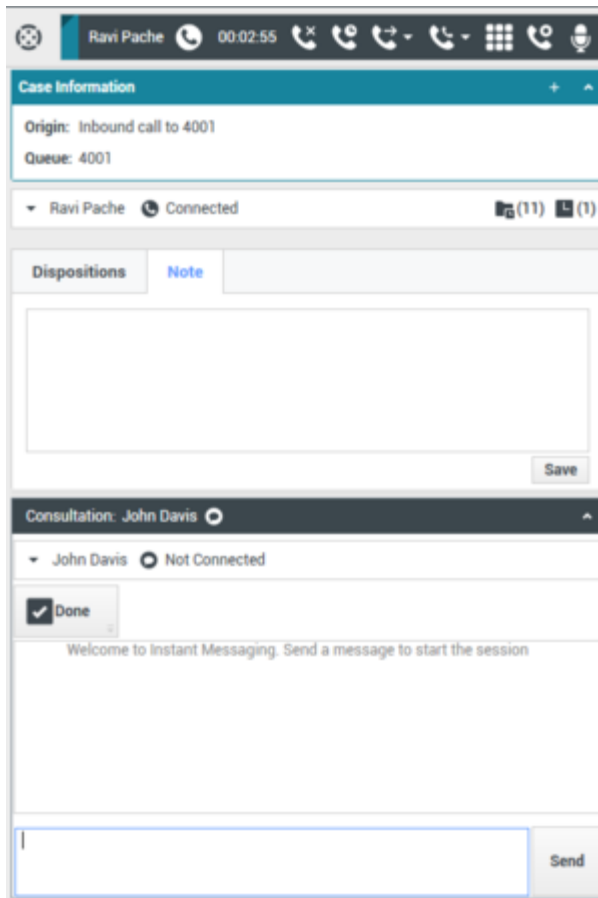 Ravi Pache 00:02:55
Case Information
Origin: Inbound call to 4001
Queue: 4001
Ravi Pache Connected (11) (1)
Dispositions Note
Save
Consultation: John Davis
John Davis Not Connected
Done
Welcome to Instant Messaging. Send a message to start the session
Send